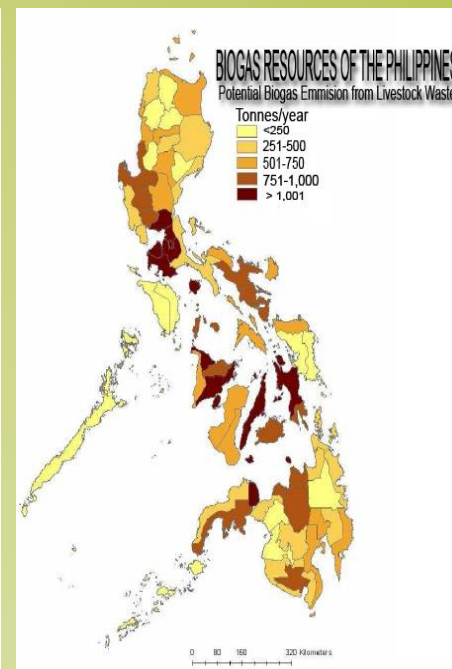 BIOGAS RESOURCES OF THE PHILIPPINES
Potential Biogas Emmision from Livestock Waste
Tonnes/year
<250
251-500
501-750
751-1,000
> 1,001
0 80 160 320 Kilometers